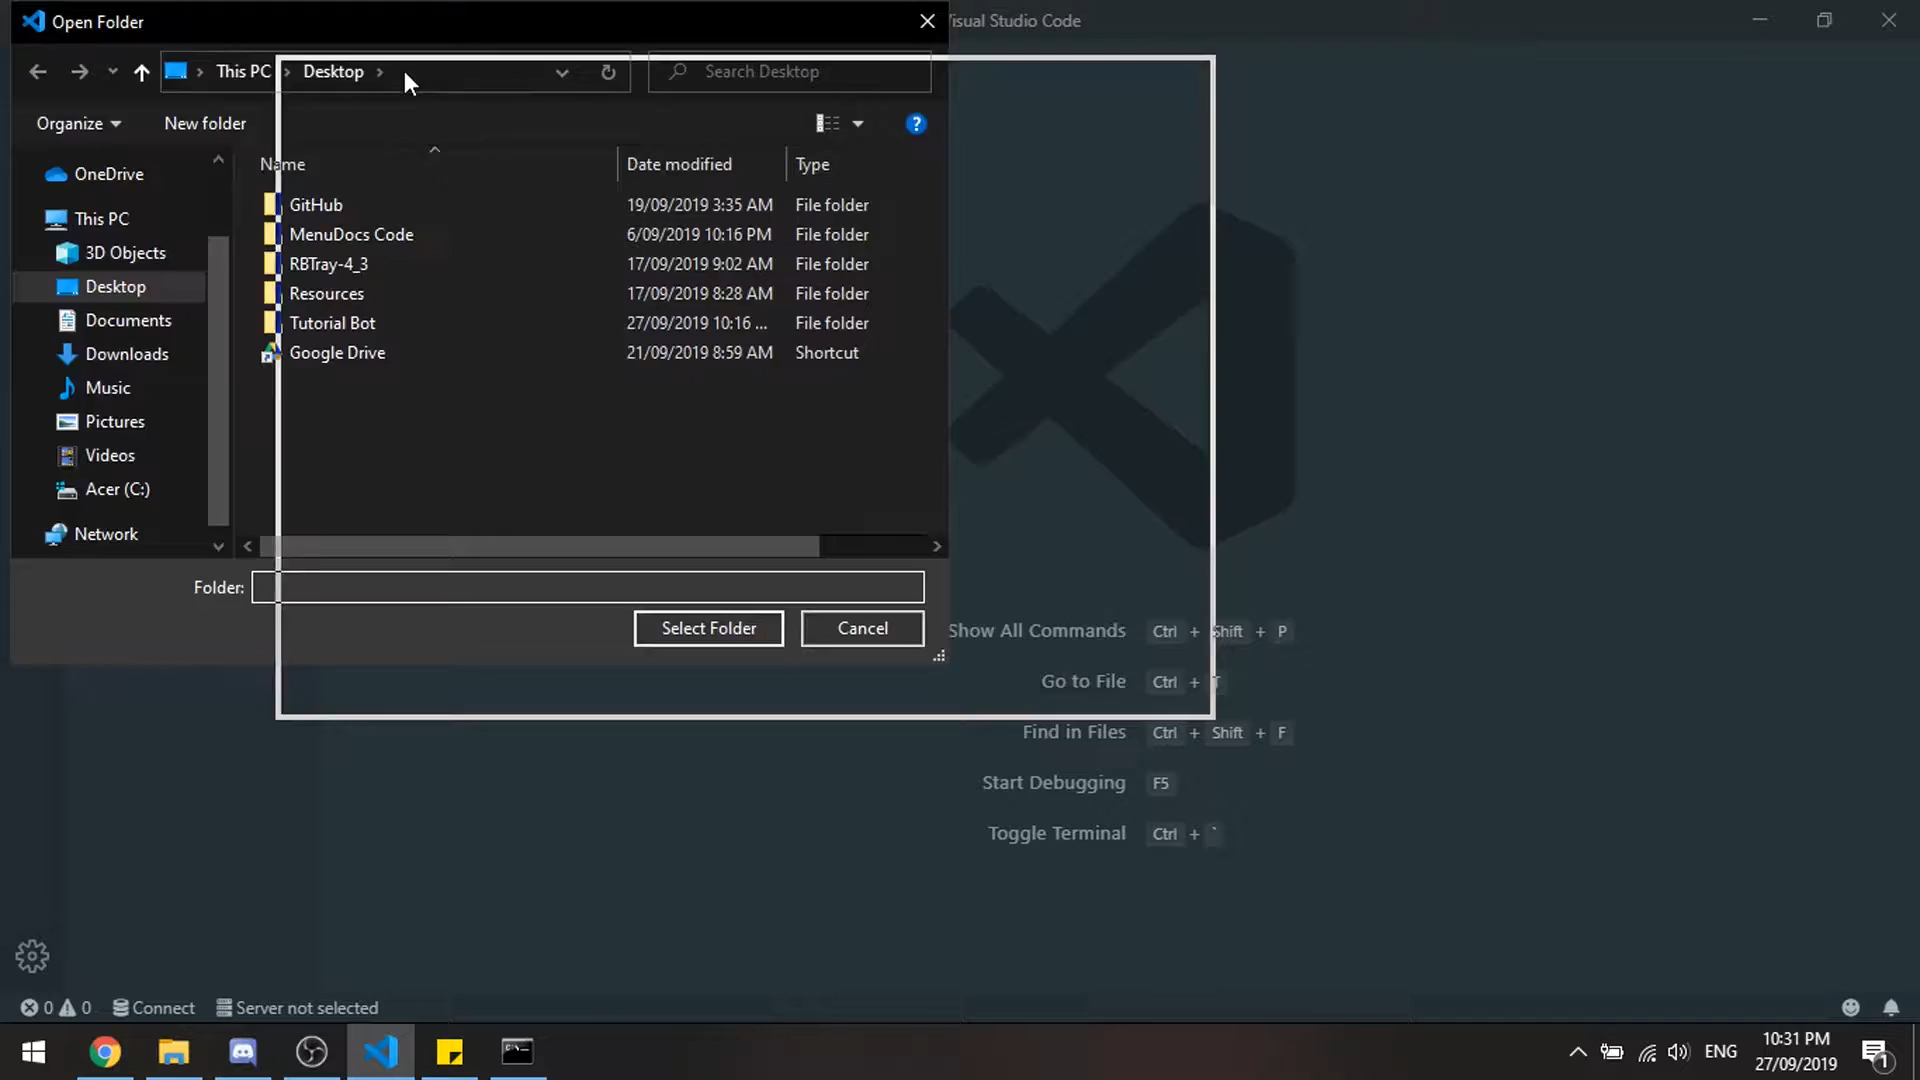 Open Folder
Visual Studio Code
This PC
Desktop
Search Desktop
Organize
New folder
?
Name
Date modified
Type
OneDrive
This PC
3D Objects
Desktop
Documents
Downloads
Music
Pictures
Videos
Acer (C:)
Network
GitHub 19/09/2019 3:35 AM File folder
MenuDocs Code 6/09/2019 10:16 PM File folder
RBTray-4_3 17/09/2019 9:02 AM File folder
Resources 17/09/2019 8:28 AM File folder
Tutorial Bot 27/09/2019 10:16 ... File folder
Google Drive 21/09/2019 8:59 AM Shortcut
Folder:
Select Folder
Cancel
Show All Commands Ctrl + Shift + P
Go to File Ctrl + T
Find in Files Ctrl + Shift + F
Start Debugging F5
Toggle Terminal Ctrl + `
0 0 Connect Server not selected
ENG
10:31 PM
27/09/2019
1